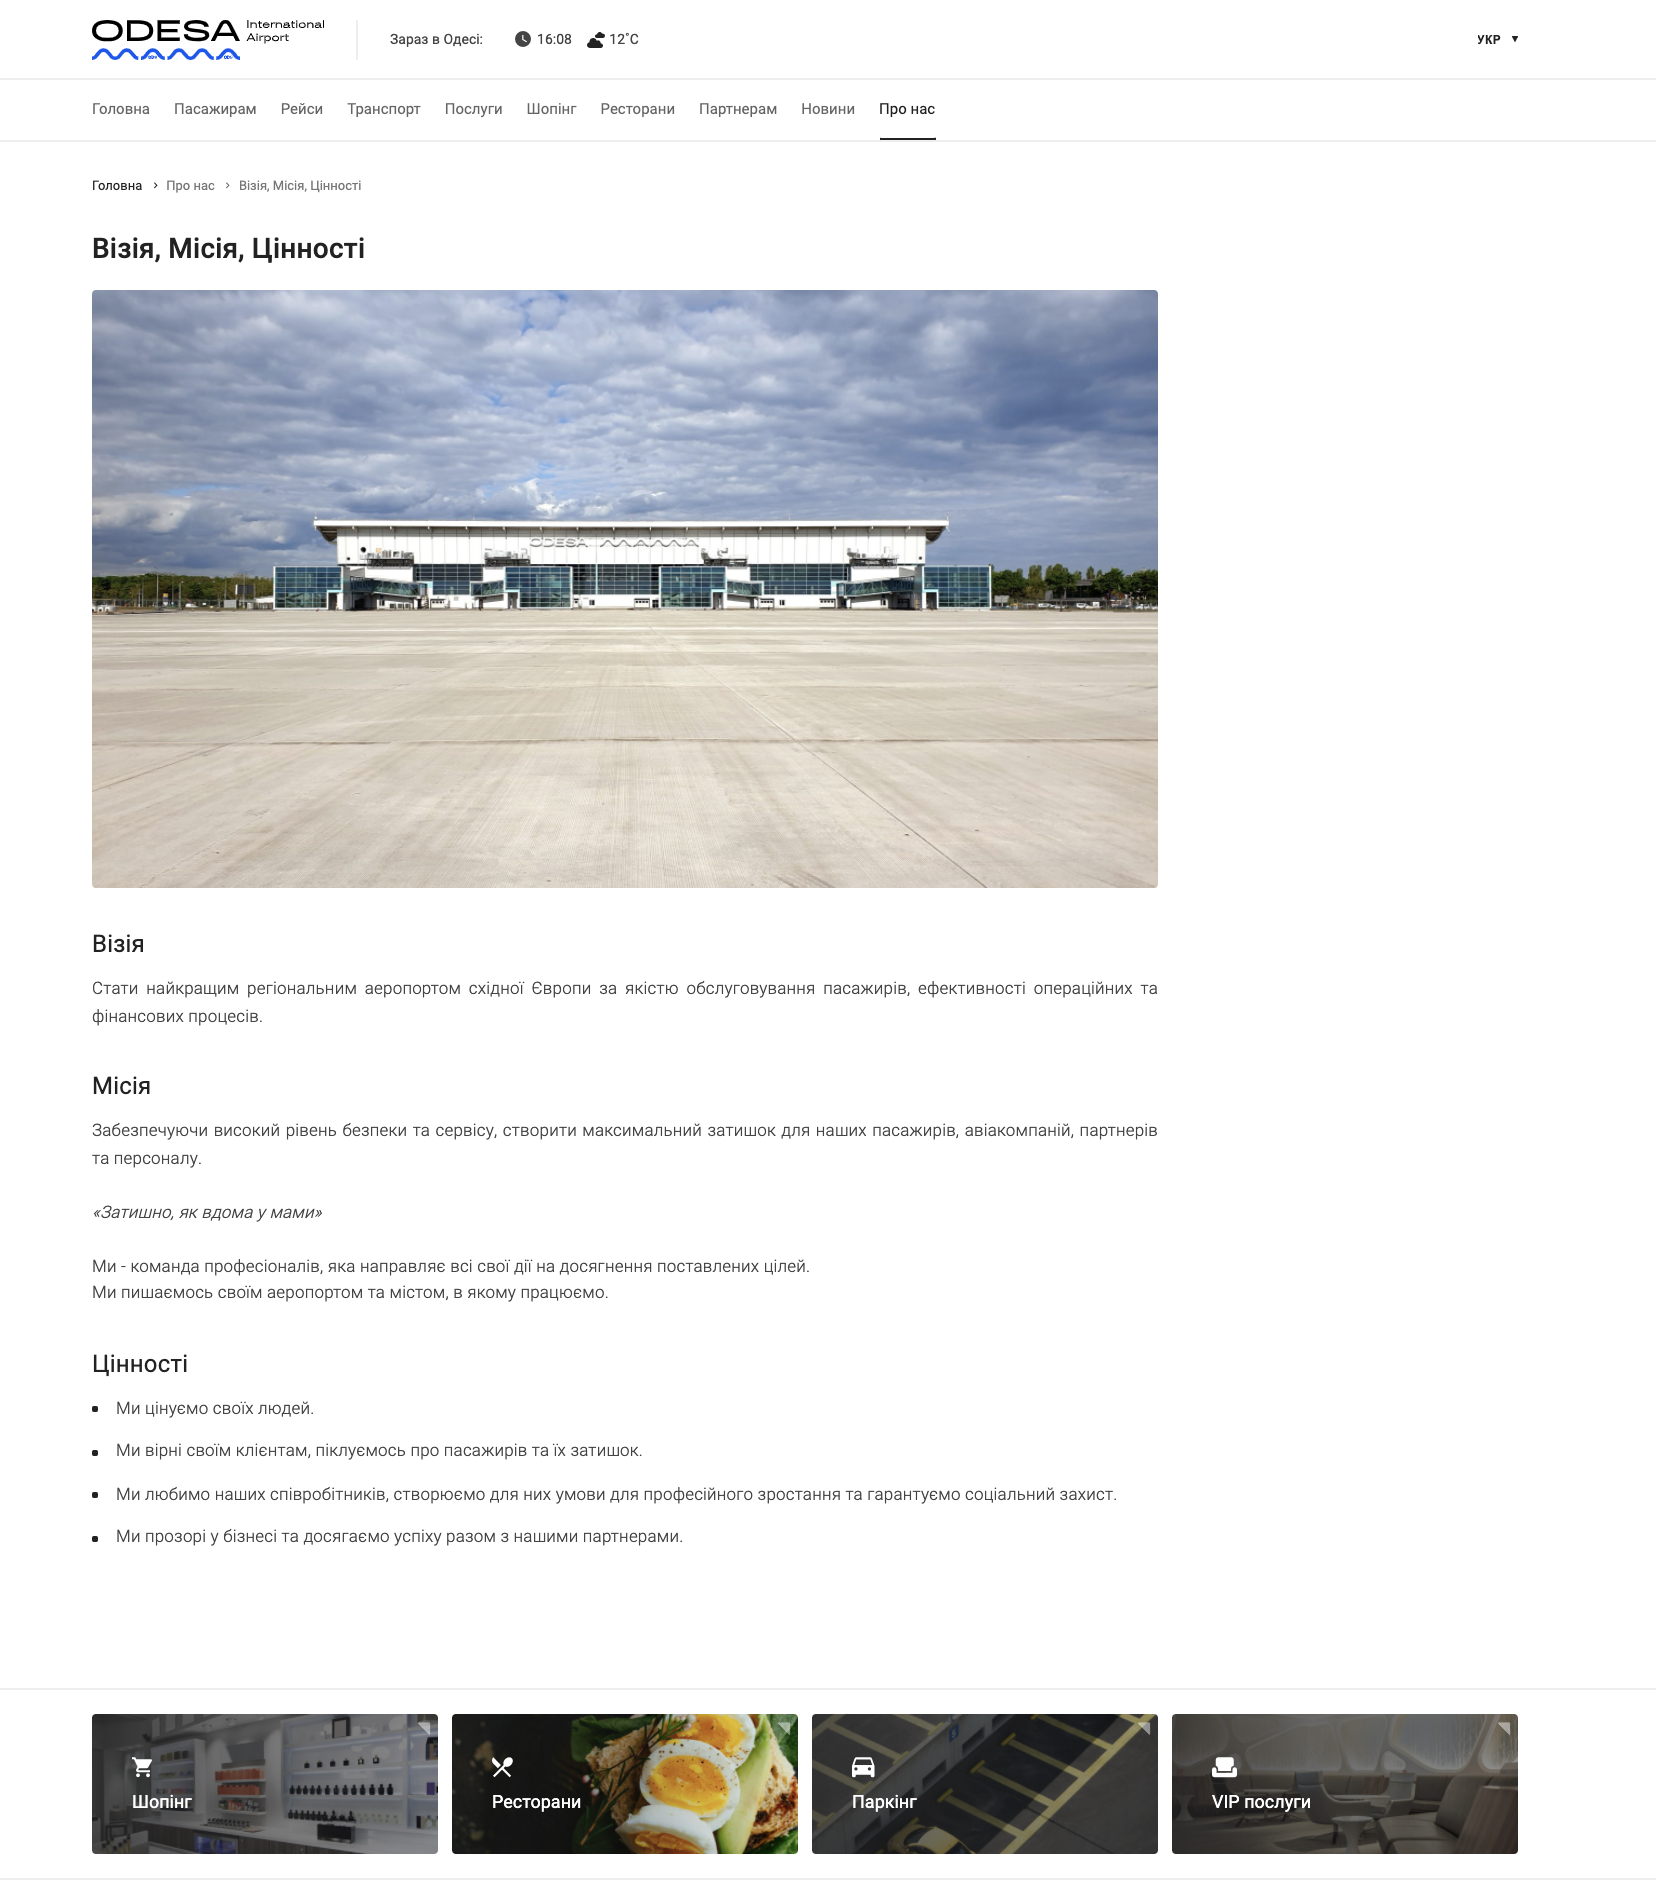 ODESA International
Airport
Зараз в Одесі: 16:08 12°C
УКР
Головна Пасажирам Рейси Транспорт Послуги Шопінг Ресторани Партнерам Новини Про нас
Головна › Про нас › Візія, Місія, Цінності
Візія, Місія, Цінності
ODESA
Візія
Стати найкращим регіональним аеропортом східної Європи за якістю обслуговування пасажирів, ефективності операційних та
фінансових процесів.
Місія
Забезпечуючи високий рівень безпеки та сервісу, створити максимальний затишок для наших пасажирів, авіакомпаній, партнерів
та персоналу.
«Затишно, як вдома у мами»
Ми - команда професіоналів, яка направляє всі свої дії на досягнення поставлених цілей.
Ми пишаємось своїм аеропортом та містом, в якому працюємо.
Цінності
Ми цінуємо своїх людей.
Ми вірні своїм клієнтам, піклуємось про пасажирів та їх затишок.
Ми любимо наших співробітників, створюємо для них умови для професійного зростання та гарантуємо соціальний захист.
Ми прозорі у бізнесі та досягаємо успіху разом з нашими партнерами.
Шопінг
Ресторани
Паркінг
VIP послуги